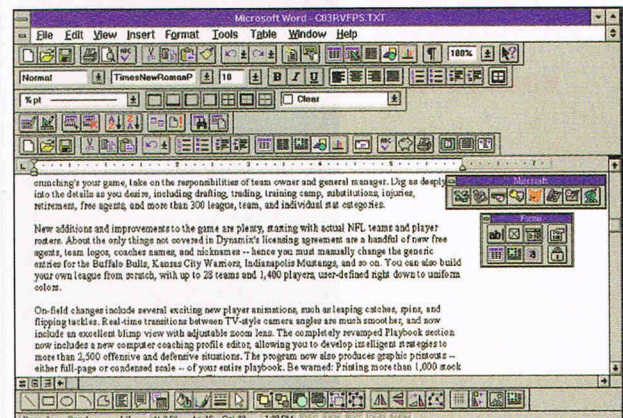 Microsoft Word - C03RVFPS.TXT
File Edit View Insert Format Tools Table Window Help
100%
Normal TimesNewRomanP 10 B I U
¾ pt Clear
Microsoft
Forms
ab
a
crunching's your game, take on the responsibilities of team owner and general manager. Dig as deeply
into the details as you desire, including drafting, trading, training camp, substitutions, injuries,
retirement, free agents, and more than 300 league, team, and individual stat categories.
New additions and improvements to the game are plenty, starting with actual NFL teams and player
rosters. About the only things not covered in Dynamix's licensing agreement are a handful of new free
agents, team logos, coaches names, and nicknames -- hence you must manually change the generic
entries for the Buffalo Bulls, Kansas City Warriors, Indianapolis Mustangs, and so on. You can also build
your own league from scratch, with up to 28 teams and 1,400 players, user-defined right down to uniform
colors.
On-field changes include several exciting new player animations, such as leaping catches, spins, and
flipping tackles. Real-time transitions between TV-style camera angles are much smoother, and now
include an excellent blimp view with adjustable zoom lens. The completely revamped Playbook section
now includes a new computer coaching profile editor, allowing you to develop intelligent strategies to
more than 2,500 offensive and defensive situations. The program now also produces graphic printouts --
either full-page or condensed scale -- of your entire playbook. Be warned: Printing more than 1,000 stock